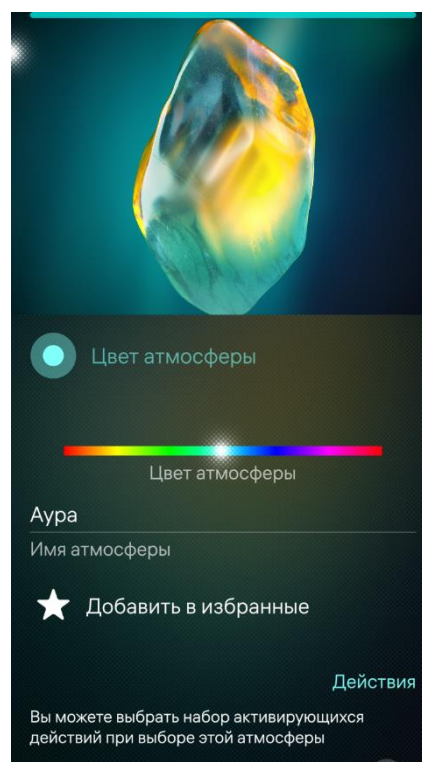 Цвет атмосферы
Цвет атмосферы
Аура
Имя атмосферы
Добавить в избранные
Действия
Вы можете выбрать набор активирующихся
действий при выборе этой атмосферы